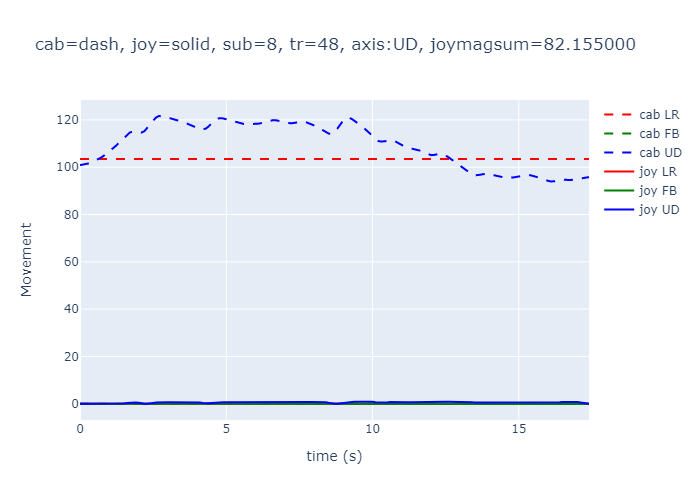 cab=dash, joy=solid, sub=8, tr=48, axis:UD, joymagsum=82.155000
cab LR
cab FB
cab UD
joy LR
joy FB
joy UD
Movement
120
100
80
60
40
20
0
0 5 10 15
time (s)